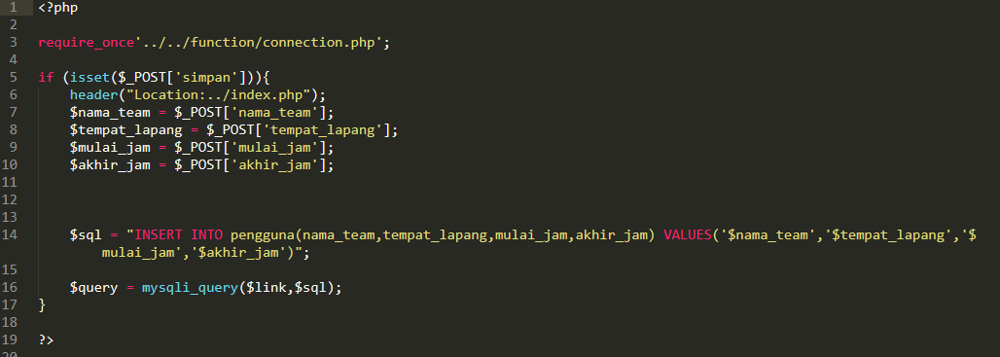 1 <?php
2
3 require_once'../../function/connection.php';
4
5 if (isset($_POST['simpan'])){
6 header("Location:../index.php");
7 $nama_team = $_POST['nama_team'];
8 $tempat_lapang = $_POST['tempat_lapang'];
9 $mulai_jam = $_POST['mulai_jam'];
10 $akhir_jam = $_POST['akhir_jam'];
11
12
13
14 $sql = "INSERT INTO pengguna(nama_team,tempat_lapang,mulai_jam,akhir_jam) VALUES('$nama_team','$tempat_lapang','$
mulai_jam','$akhir_jam')";
15
16 $query = mysqli_query($link,$sql);
17 }
18
19 ?>
20